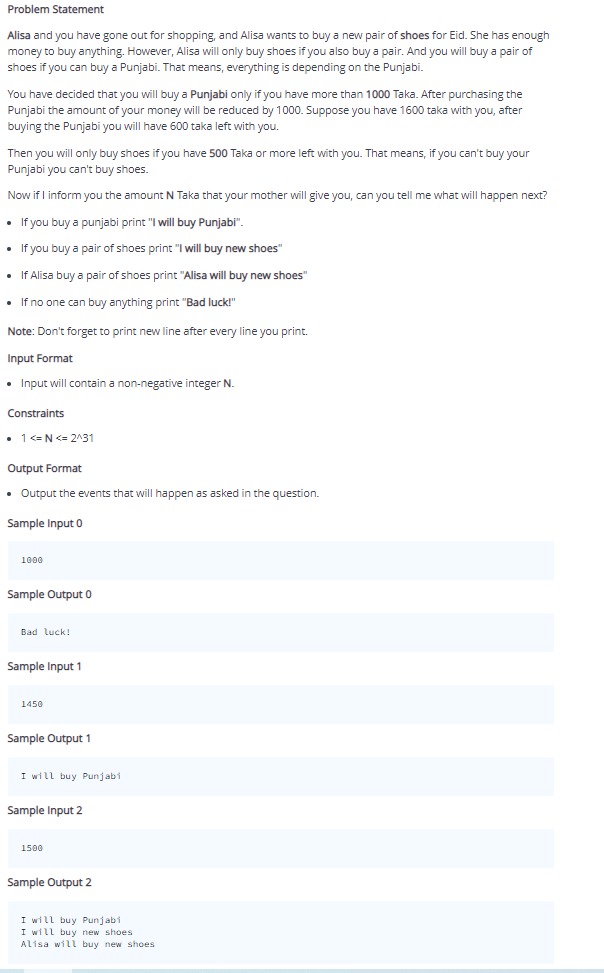 Problem Statement
Alisa and you have gone out for shopping, and Alisa wants to buy a new pair of shoes for Eid. She has enough
money to buy anything. However, Alisa will only buy shoes if you also buy a pair. And you will buy a pair of
shoes if you can buy a Punjabi. That means, everything is depending on the Punjabi.
You have decided that you will buy a Punjabi only if you have more than 1000 Taka. After purchasing the
Punjabi the amount of your money will be reduced by 1000. Suppose you have 1600 taka with you, after
buying the Punjabi you will have 600 taka left with you.
Then you will only buy shoes if you have 500 Taka or more left with you. That means, if you can't buy your
Punjabi you can't buy shoes.
Now if I inform you the amount N Taka that your mother will give you, can you tell me what will happen next?
• If you buy a punjabi print "I will buy Punjabi".
• If you buy a pair of shoes print "I will buy new shoes"
• If Alisa buy a pair of shoes print "Alisa will buy new shoes"
• If no one can buy anything print "Bad luck!"
Note: Don't forget to print new line after every line you print.
Input Format
• Input will contain a non-negative integer N.
Constraints
• 1 <= N <= 2^31
Output Format
• Output the events that will happen as asked in the question.
Sample Input 0
1000
Sample Output 0
Bad luck!
Sample Input 1
1450
Sample Output 1
I will buy Punjabi
Sample Input 2
1500
Sample Output 2
I will buy Punjabi
I will buy new shoes
Alisa will buy new shoes